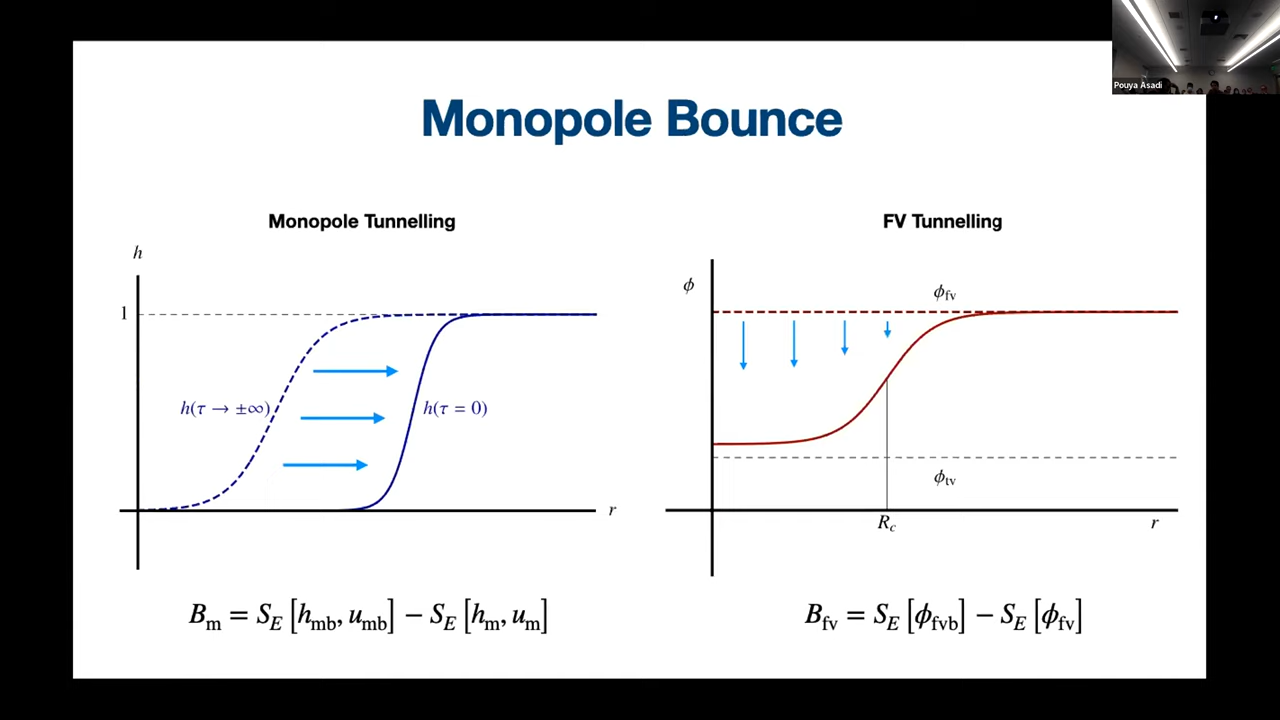 Pouya Asadi
Monopole Bounce
Monopole Tunnelling
h
1
h(τ → ±∞)
h(τ = 0)
r
B_m = S_E [h_mb, u_mb] − S_E [h_m, u_m]
FV Tunnelling
ϕ
ϕ_fv
ϕ_tv
R_c
r
B_fv = S_E [ϕ_fvb] − S_E [ϕ_fv]